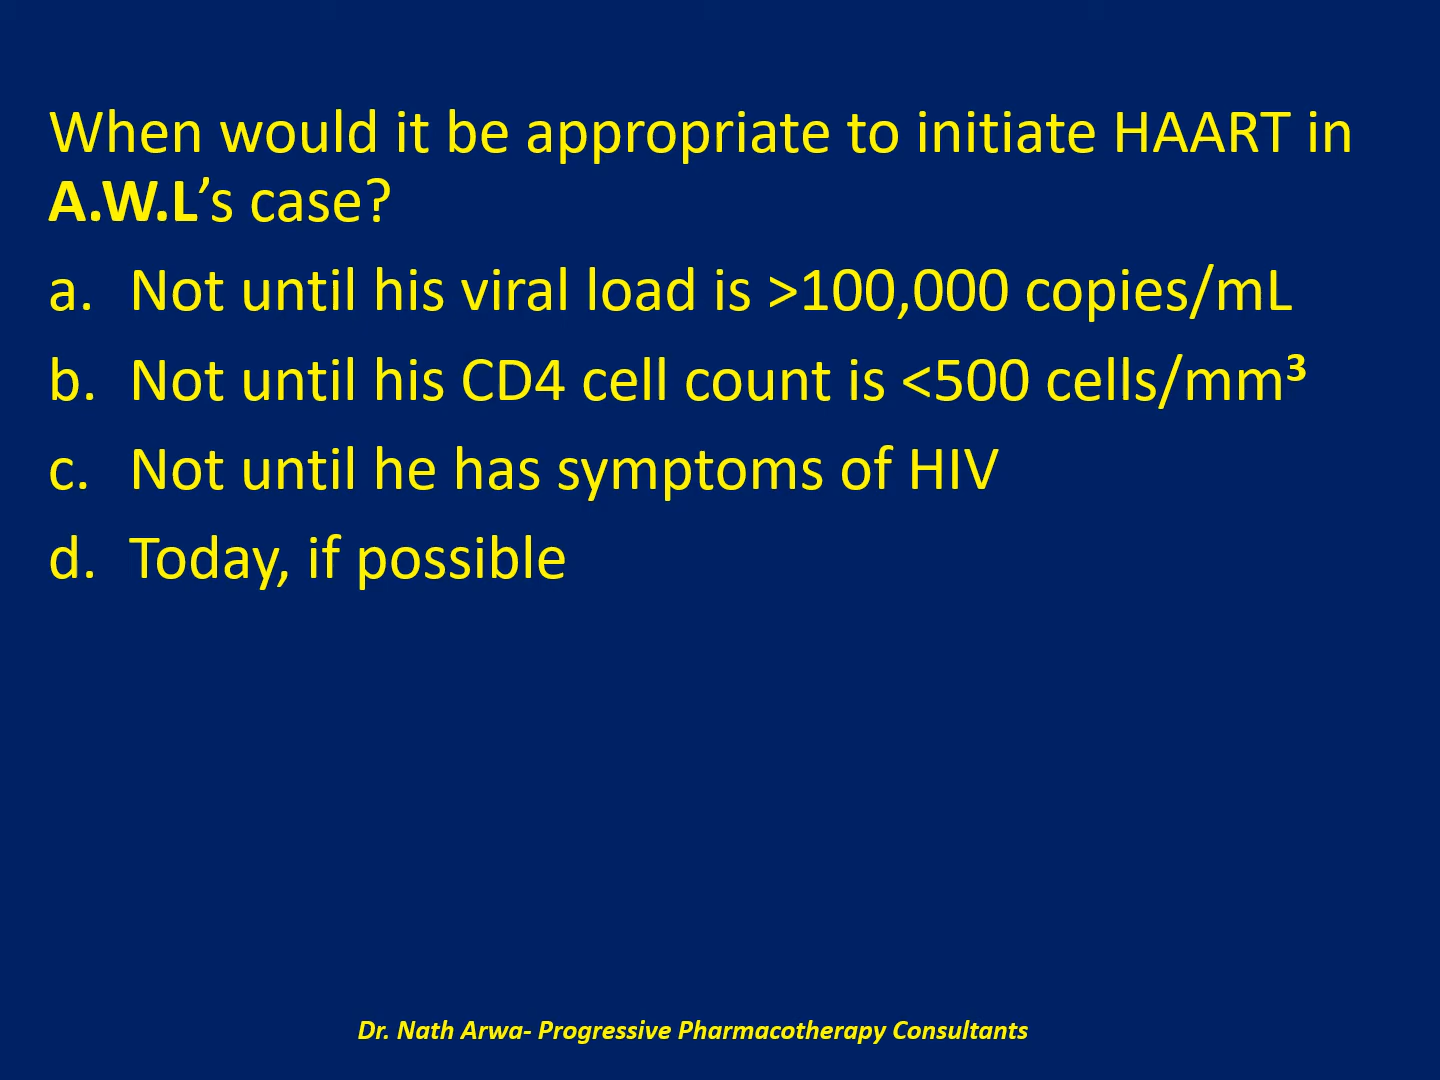 When would it be appropriate to initiate HAART in
A.W.L’s case?
a. Not until his viral load is >100,000 copies/mL
b. Not until his CD4 cell count is <500 cells/mm³
c. Not until he has symptoms of HIV
d. Today, if possible
Dr. Nath Arwa- Progressive Pharmacotherapy Consultants